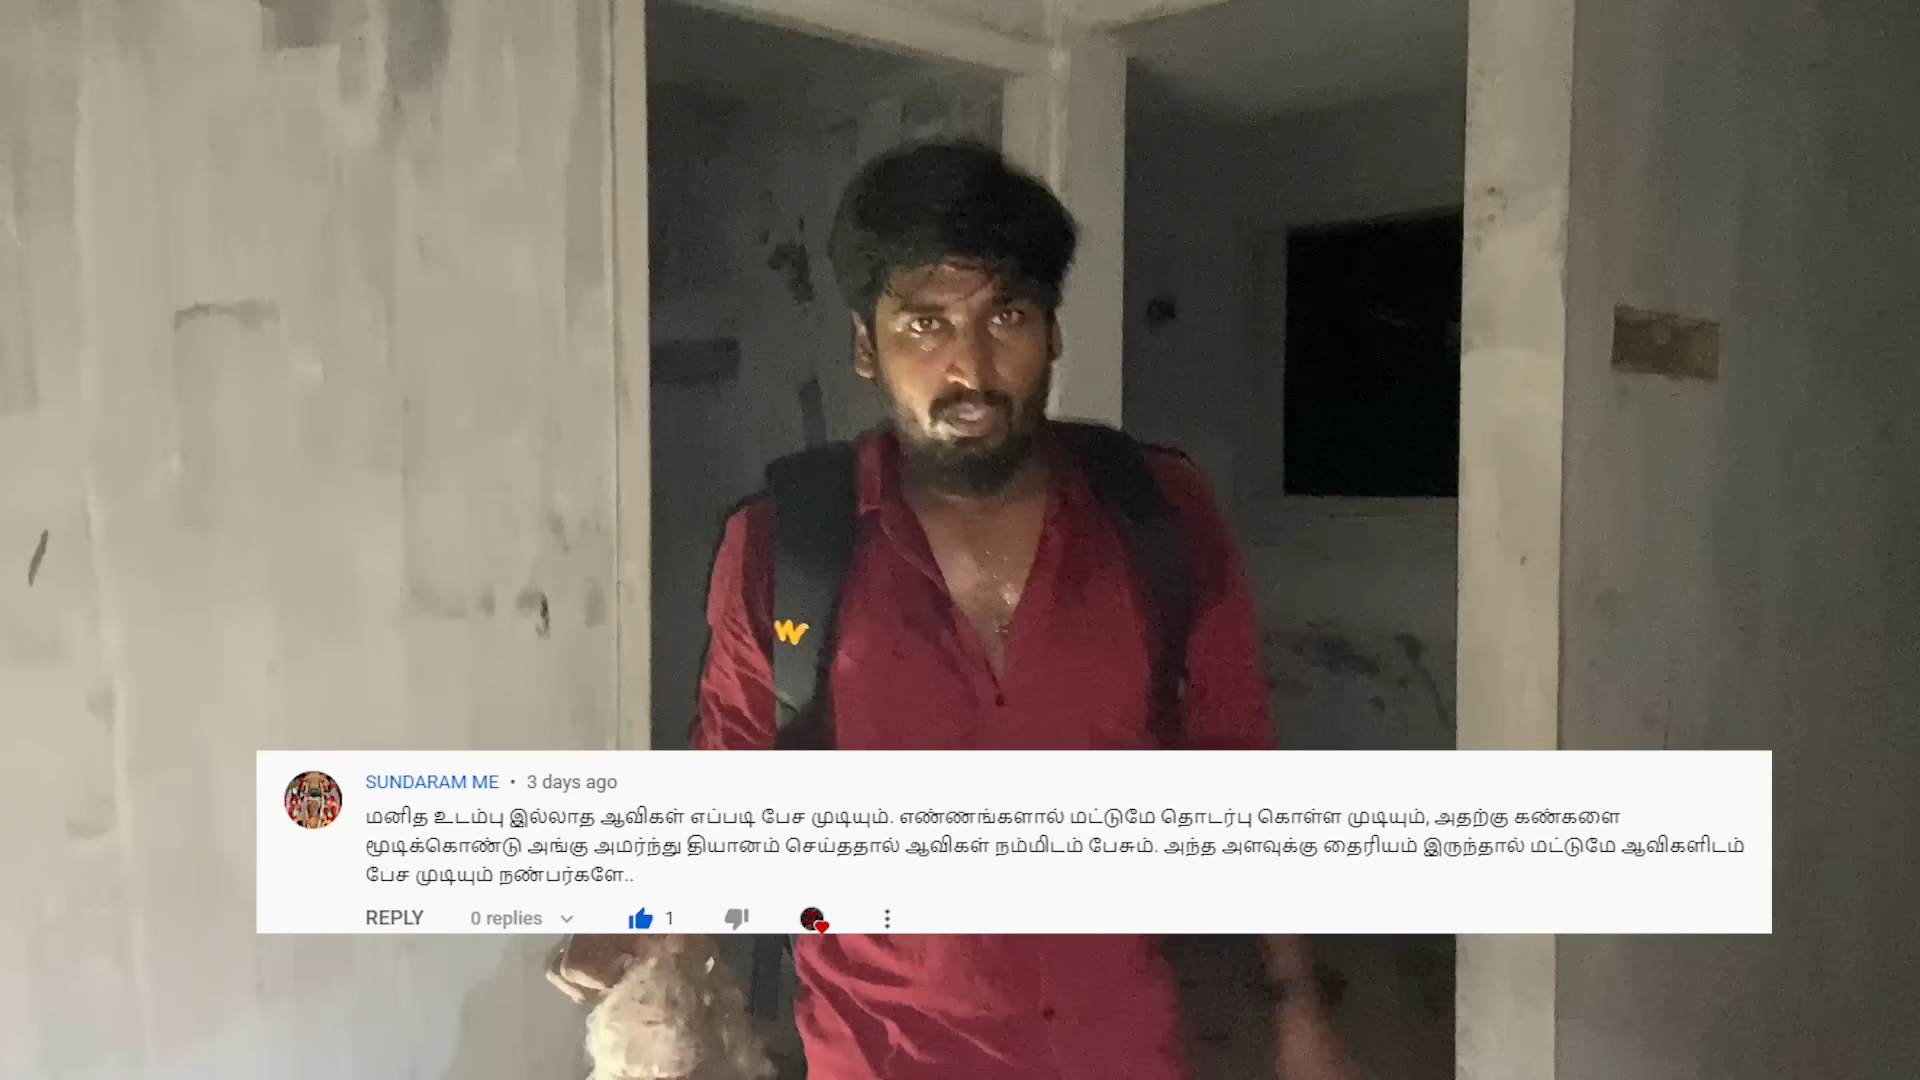 W
SUNDARAM ME • 3 days ago
மனித உடம்பு இல்லாத ஆவிகள் எப்படி பேச முடியும். எண்ணங்களால் மட்டுமே தொடர்பு கொள்ள முடியும், அதற்கு கண்களை
மூடிக்கொண்டு அங்கு அமர்ந்து தியானம் செய்ததால் ஆவிகள் நம்மிடம் பேசும். அந்த அளவுக்கு தைரியம் இருந்தால் மட்டுமே ஆவிகளிடம்
பேச முடியும் நண்பர்களே..
REPLY 0 replies 1